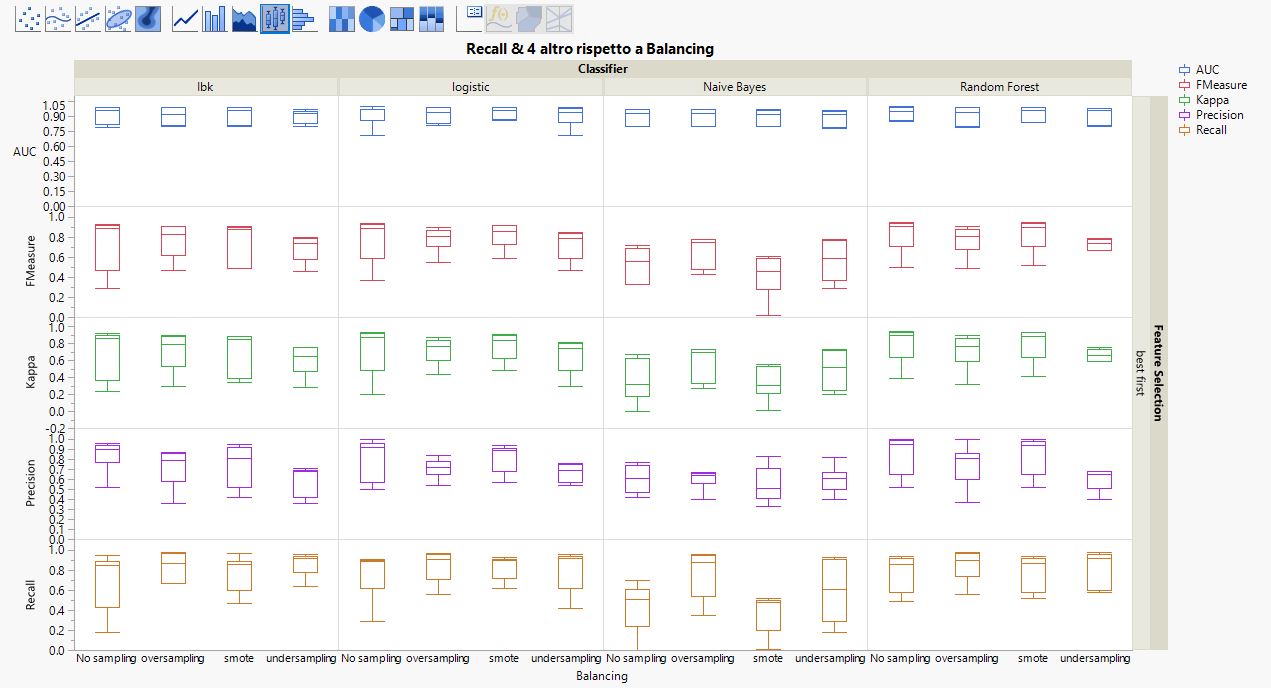 Recall & 4 altro rispetto a Balancing
Classifier
Ibk logistic Naive Bayes Random Forest
AUC
FMeasure
Kappa
Precision
Recall
AUC
1.05
0.90
0.75
0.60
0.45
0.30
0.15
0.00
FMeasure
1.0
0.8
0.6
0.4
0.2
0.0
Kappa
1.0
0.8
0.6
0.4
0.2
0.0
-0.2
Precision
1.0
0.9
0.8
0.7
0.6
0.5
0.4
0.3
0.2
0.1
0.0
Recall
1.0
0.8
0.6
0.4
0.2
0.0
best first
Feature Selection
No sampling oversampling smote undersampling No sampling oversampling smote undersampling No sampling oversampling smote undersampling No sampling oversampling smote undersampling
Balancing